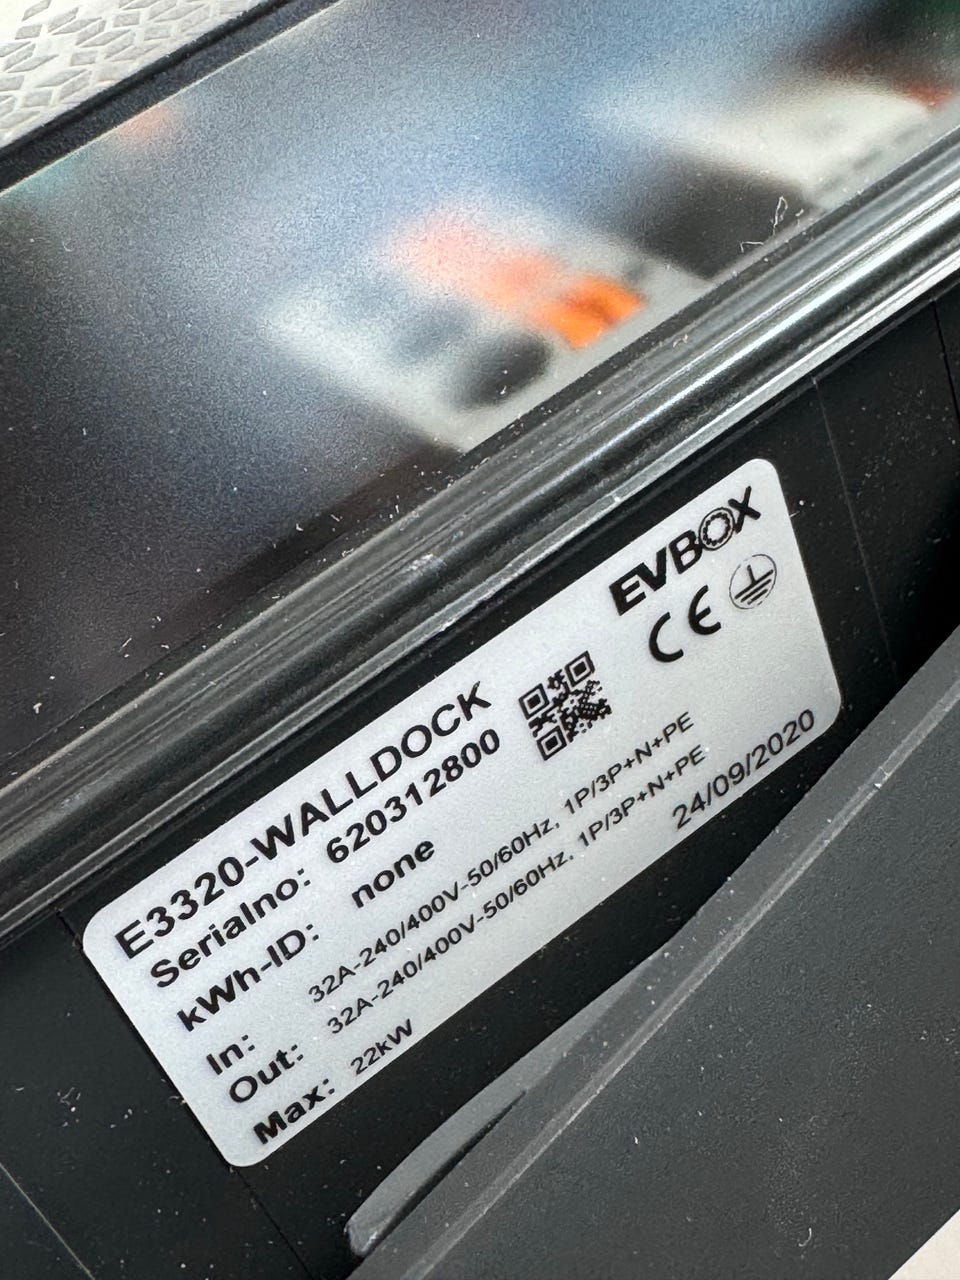 EVBOX
CE
E3320-WALLDOCK
Serialno: 620312800
kWh-ID: none
In: 32A-240/400V-50/60Hz, 1P/3P+N+PE
Out: 32A-240/400V-50/60Hz, 1P/3P+N+PE
Max: 22kW
24/09/2020